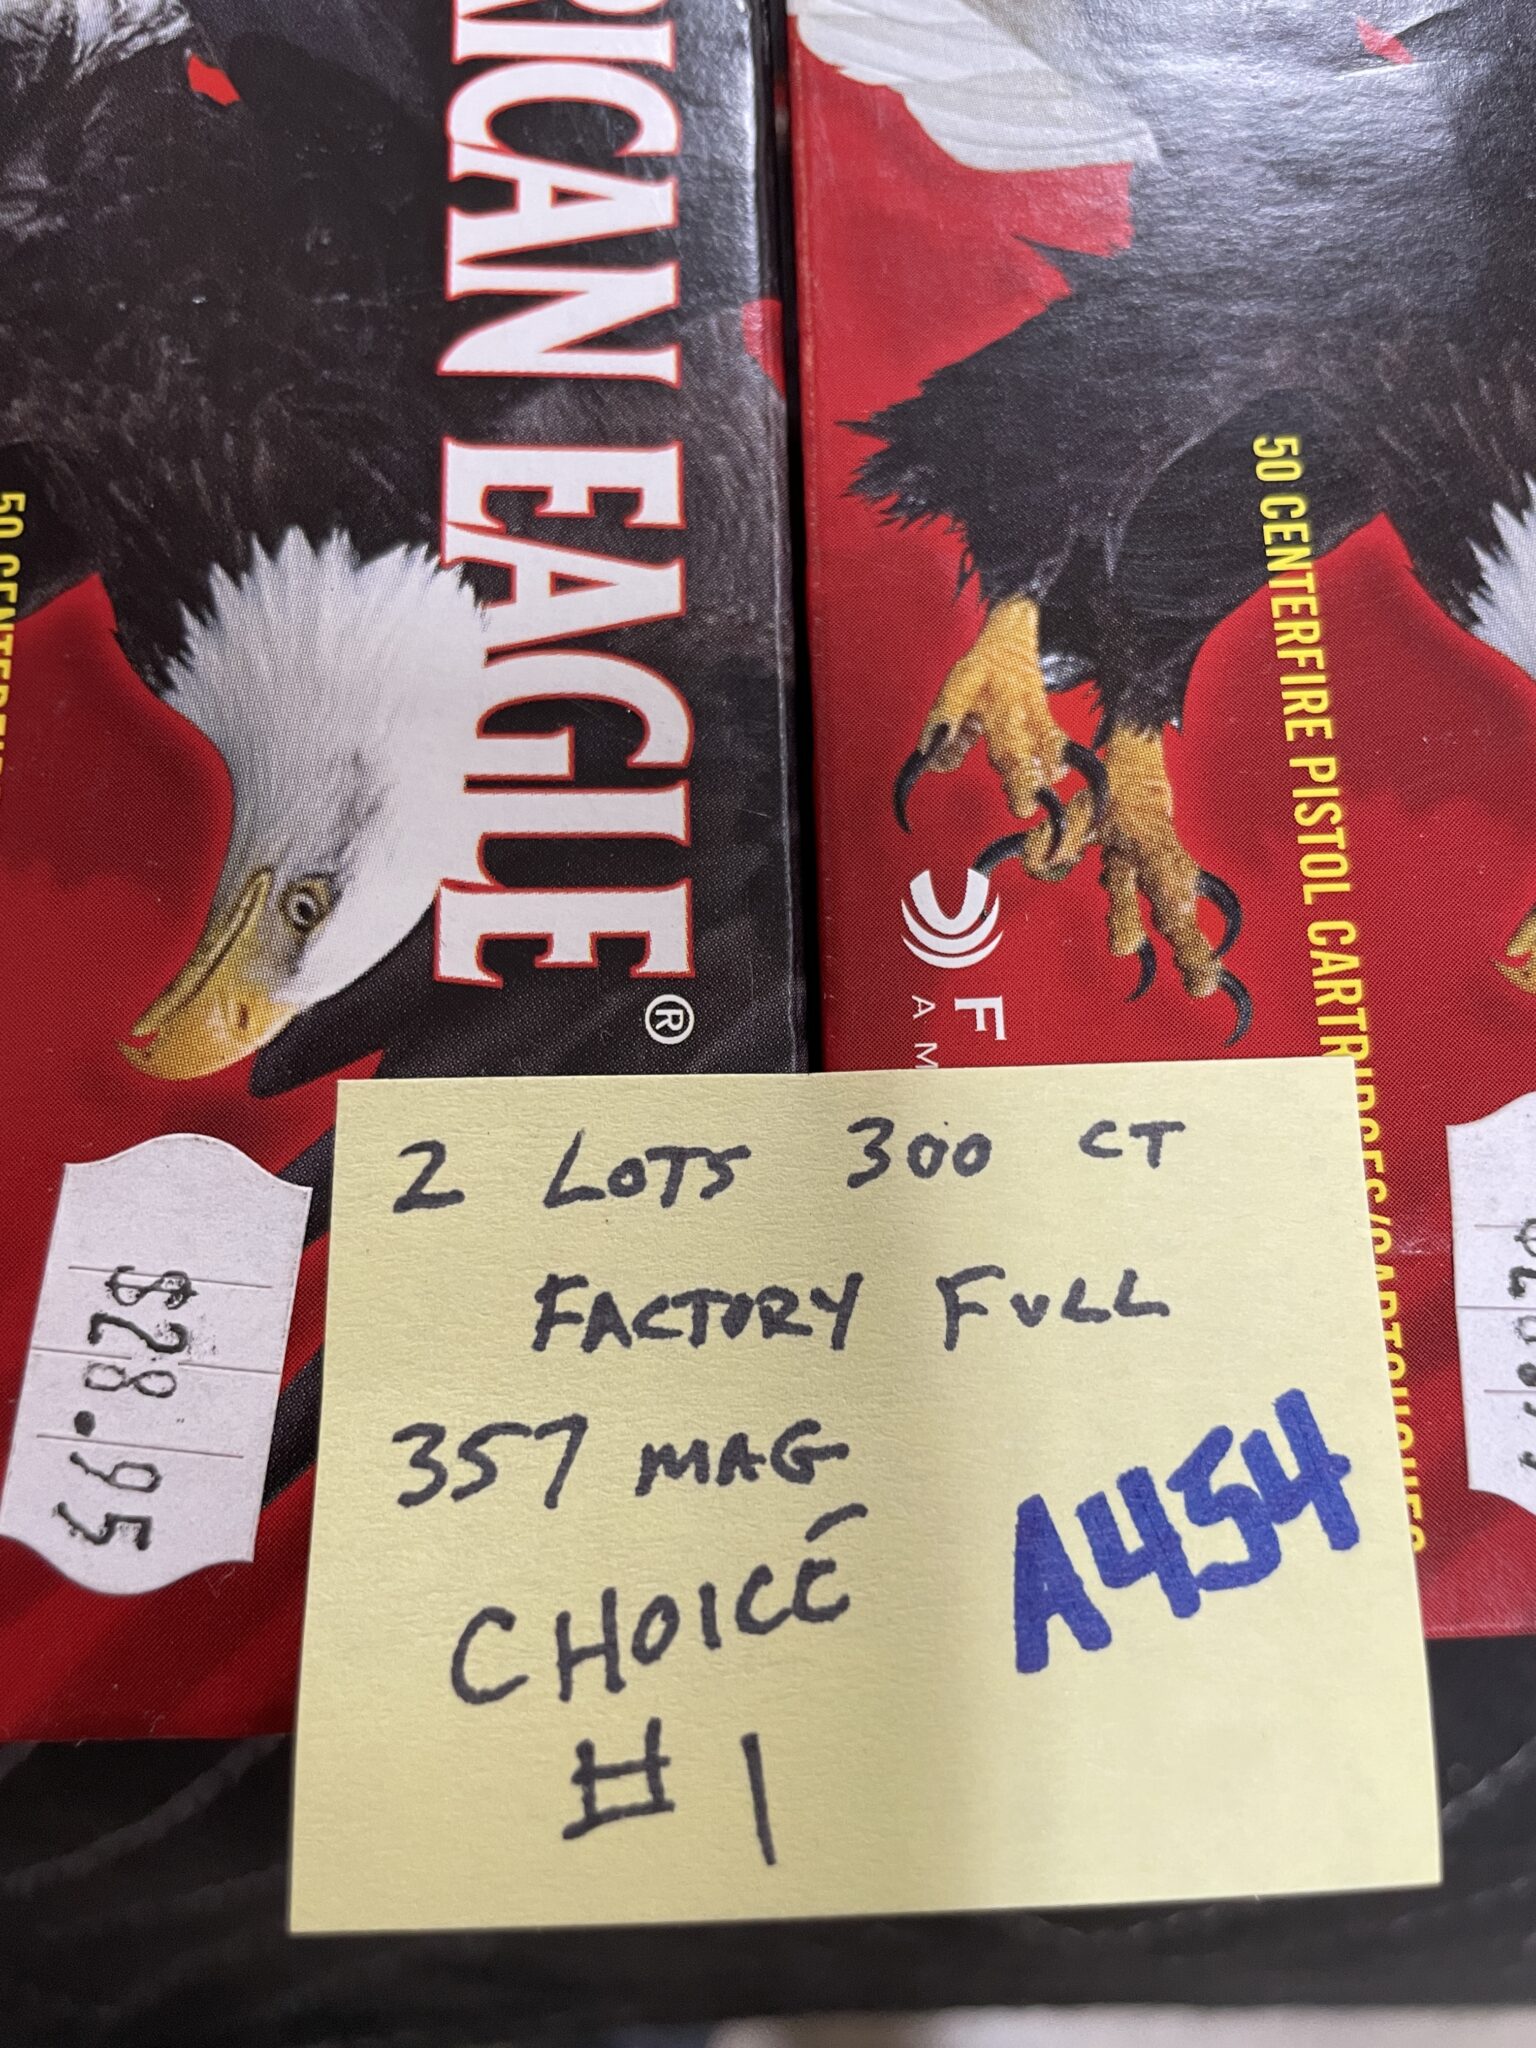 RICAN EAGLE®
50 CENTERFIRE PISTOL CARTRIDGES/CARTOUCHES
F
A M
$28.95
2 LOTS 300 CT
FACTORY FULL
357 MAG
CHOICE
# 1
A454